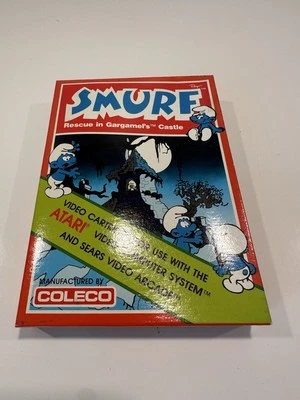 SMURF
Rescue in Gargamel's™ Castle
VIDEO CARTRIDGE FOR USE WITH THE
ATARI® VIDEO COMPUTER SYSTEM™
AND SEARS VIDEO ARCADE™
MANUFACTURED BY
COLECO